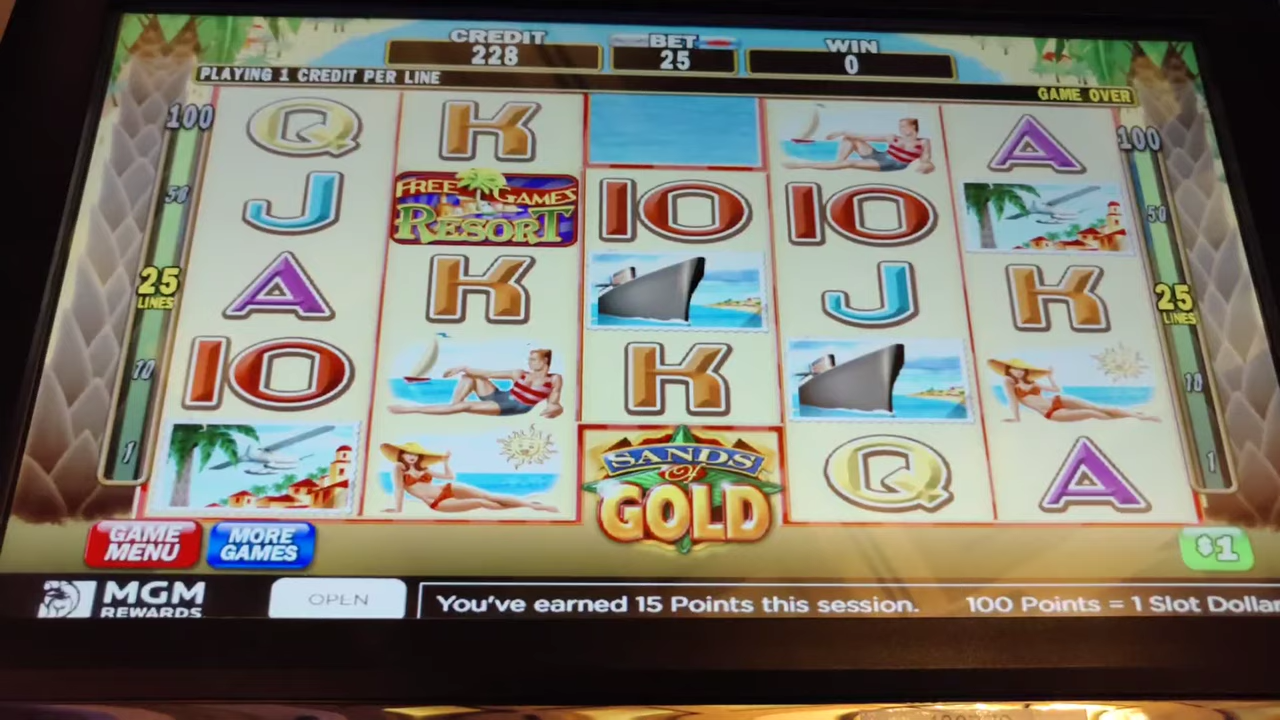 CREDIT BET WIN
228 25 0
PLAYING 1 CREDIT PER LINE
GAME OVER
100 Q K A 100
50 J FREE GAMES RESORT 10 10 50
25 LINES A K J K 25 LINES
10 10 K 10
1 SANDS Of GOLD Q A 1
GAME MENU MORE GAMES $1
MGM REWARDS OPEN You've earned 15 Points this session. 100 Points = 1 Slot Dollar